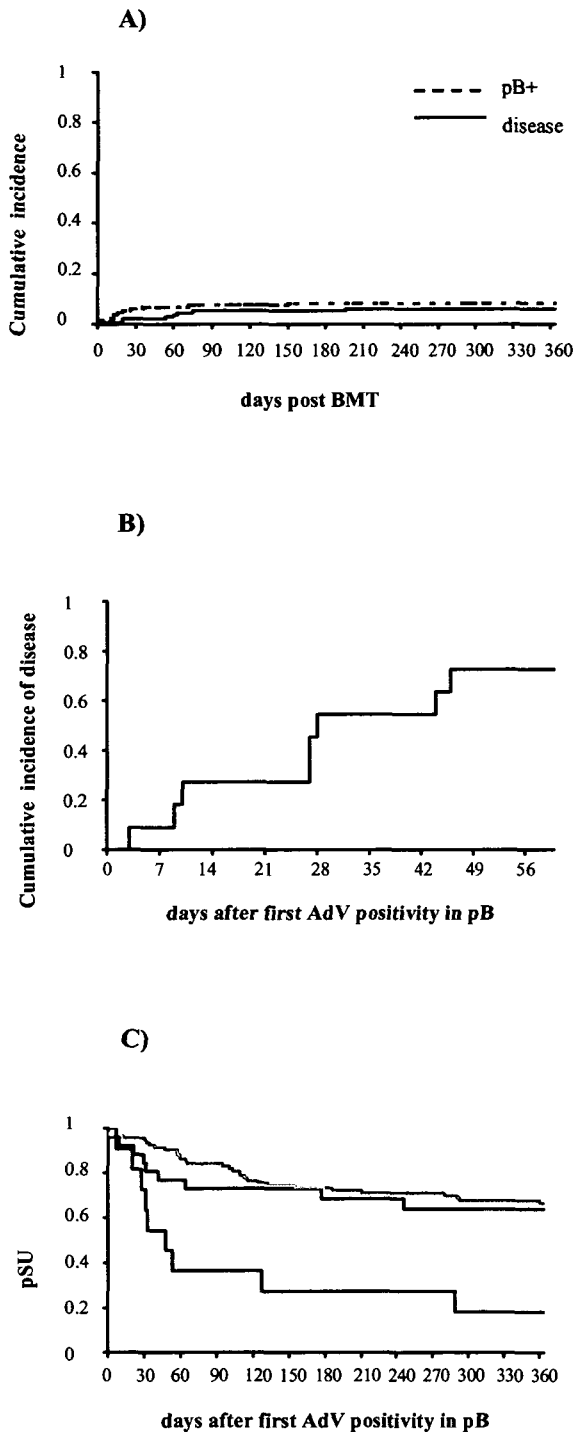 A)
1
0.8
0.6
0.4
0.2
0
Cumulative incidence
pB+
disease
0 30 60 90 120 150 180 210 240 270 300 330 360
days post BMT
B)
1
0.8
0.6
0.4
0.2
0
Cumulative incidence of disease
0 7 14 21 28 35 42 49 56
days after first AdV positivity in pB
C)
1
0.8
0.6
0.4
0.2
0
pSU
0 30 60 90 120 150 180 210 240 270 300 330 360
days after first AdV positivity in pB